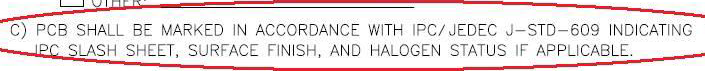 OTHER:
C) PCB SHALL BE MARKED IN ACCORDANCE WITH IPC/JEDEC J-STD-609 INDICATING
IPC SLASH SHEET, SURFACE FINISH, AND HALOGEN STATUS IF APPLICABLE.